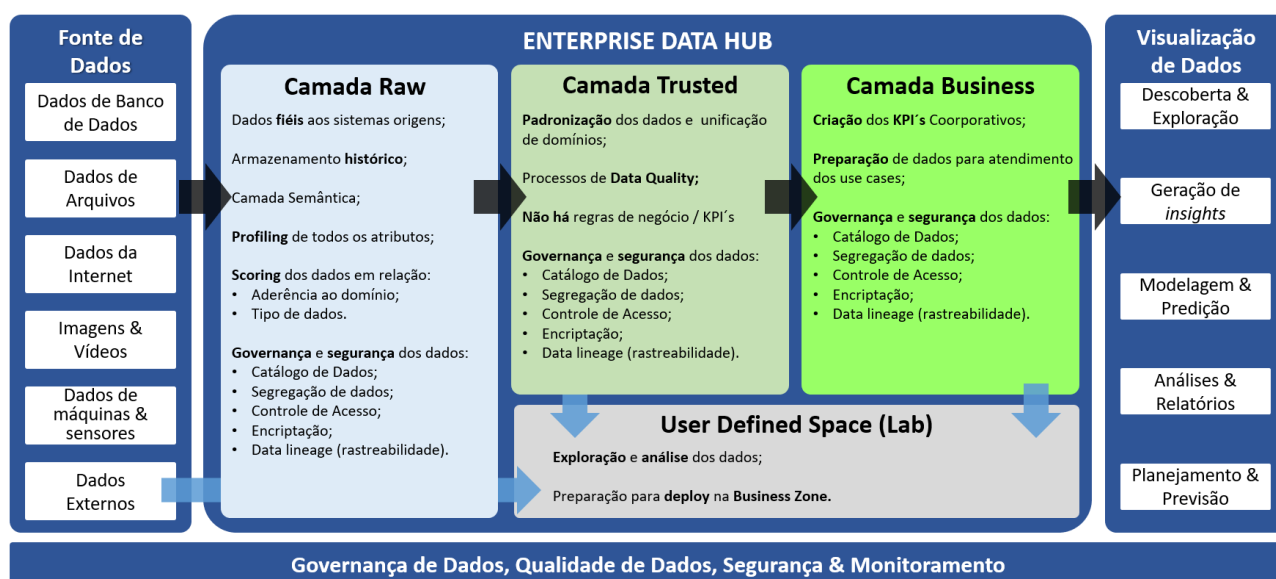 Fonte de
Dados
Dados de Banco
de Dados
Dados de
Arquivos
Dados da
Internet
Imagens &
Vídeos
Dados de
máquinas &
sensores
Dados
Externos
ENTERPRISE DATA HUB
Camada Raw
Dados fiéis aos sistemas origens;
Armazenamento histórico;
Camada Semântica;
Profiling de todos os atributos;
Scoring dos dados em relação:
• Aderência ao domínio;
• Tipo de dados.
Governança e segurança dos dados:
• Catálogo de Dados;
• Segregação de dados;
• Controle de Acesso;
• Encriptação;
• Data lineage (rastreabilidade).
Camada Trusted
Padronização dos dados e unificação
de domínios;
Processos de Data Quality;
Não há regras de negócio / KPI´s
Governança e segurança dos dados:
• Catálogo de Dados;
• Segregação de dados;
• Controle de Acesso;
• Encriptação;
• Data lineage (rastreabilidade).
Camada Business
Criação dos KPI´s Coorporativos;
Preparação de dados para atendimento
dos use cases;
Governança e segurança dos dados:
• Catálogo de Dados;
• Segregação de dados;
• Controle de Acesso;
• Encriptação;
• Data lineage (rastreabilidade).
User Defined Space (Lab)
Exploração e análise dos dados;
Preparação para deploy na Business Zone.
Visualização
de Dados
Descoberta &
Exploração
Geração de
insights
Modelagem &
Predição
Análises &
Relatórios
Planejamento &
Previsão
Governança de Dados, Qualidade de Dados, Segurança & Monitoramento